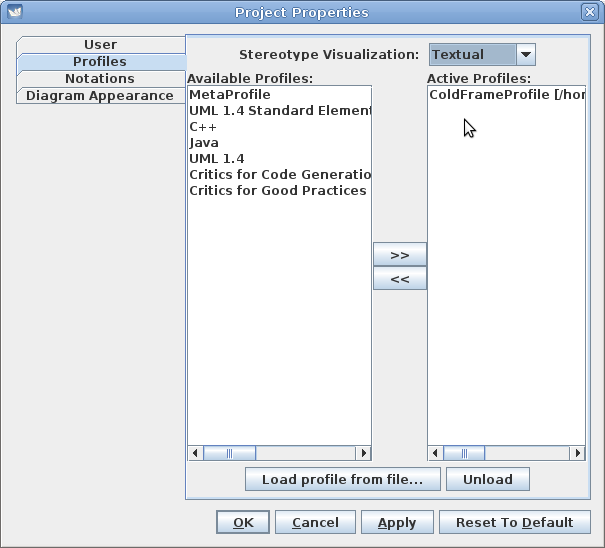 Project Properties
User
Profiles
Notations
Diagram Appearance
Stereotype Visualization: Textual
Available Profiles:
MetaProfile
UML 1.4 Standard Element
C++
Java
UML 1.4
Critics for Code Generatio
Critics for Good Practices
>>
<<
Active Profiles:
ColdFrameProfile [/hor
Load profile from file...
Unload
OK
Cancel
Apply
Reset To Default